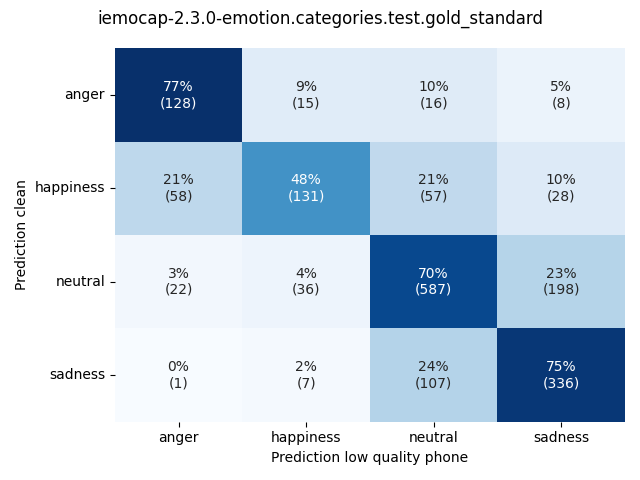 iemocap-2.3.0-emotion.categories.test.gold_standard
Prediction clean
anger
77%
(128)
9%
(15)
10%
(16)
5%
(8)
happiness
21%
(58)
48%
(131)
21%
(57)
10%
(28)
neutral
3%
(22)
4%
(36)
70%
(587)
23%
(198)
sadness
0%
(1)
2%
(7)
24%
(107)
75%
(336)
anger
happiness
neutral
sadness
Prediction low quality phone